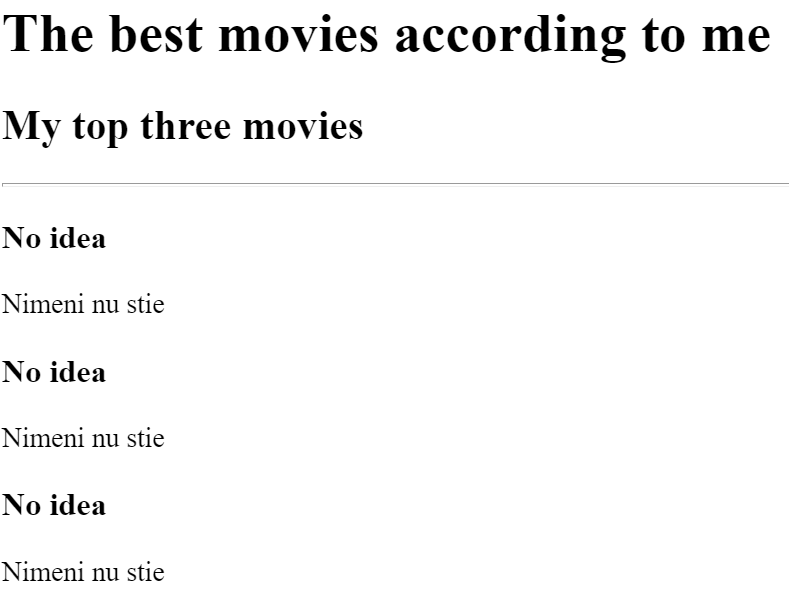 The best movies according to me
My top three movies
No idea
Nimeni nu stie
No idea
Nimeni nu stie
No idea
Nimeni nu stie